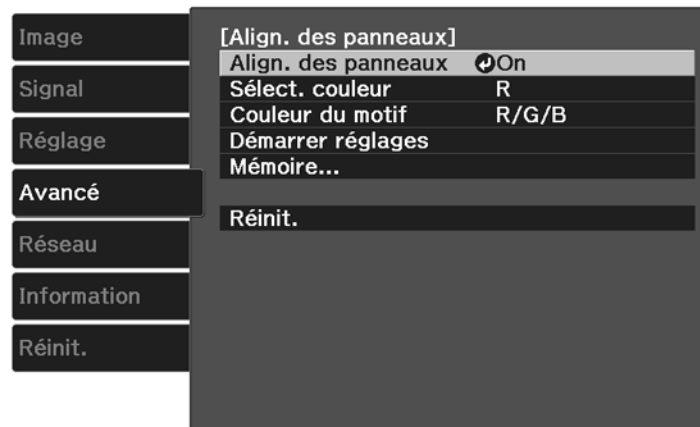 Image
Signal
Réglage
Avancé
Réseau
Information
Réinit.
[Align. des panneaux]
Align. des panneaux On
Sélect. couleur R
Couleur du motif R/G/B
Démarrer réglages
Mémoire...
Réinit.